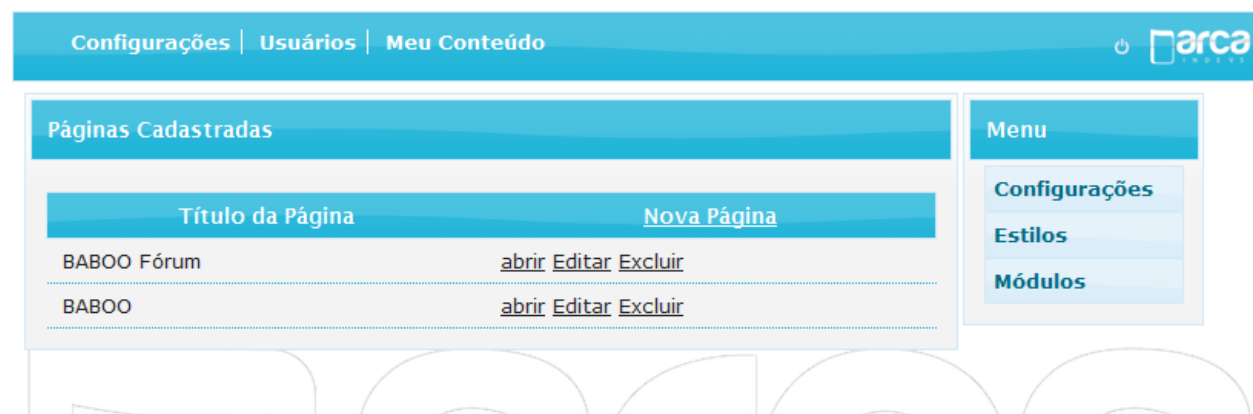 Configurações | Usuários | Meu Conteúdo
arca
INDEVS
Páginas Cadastradas
Título da Página Nova Página
BABOO Fórum abrir Editar Excluir
BABOO abrir Editar Excluir
Menu
Configurações
Estilos
Módulos